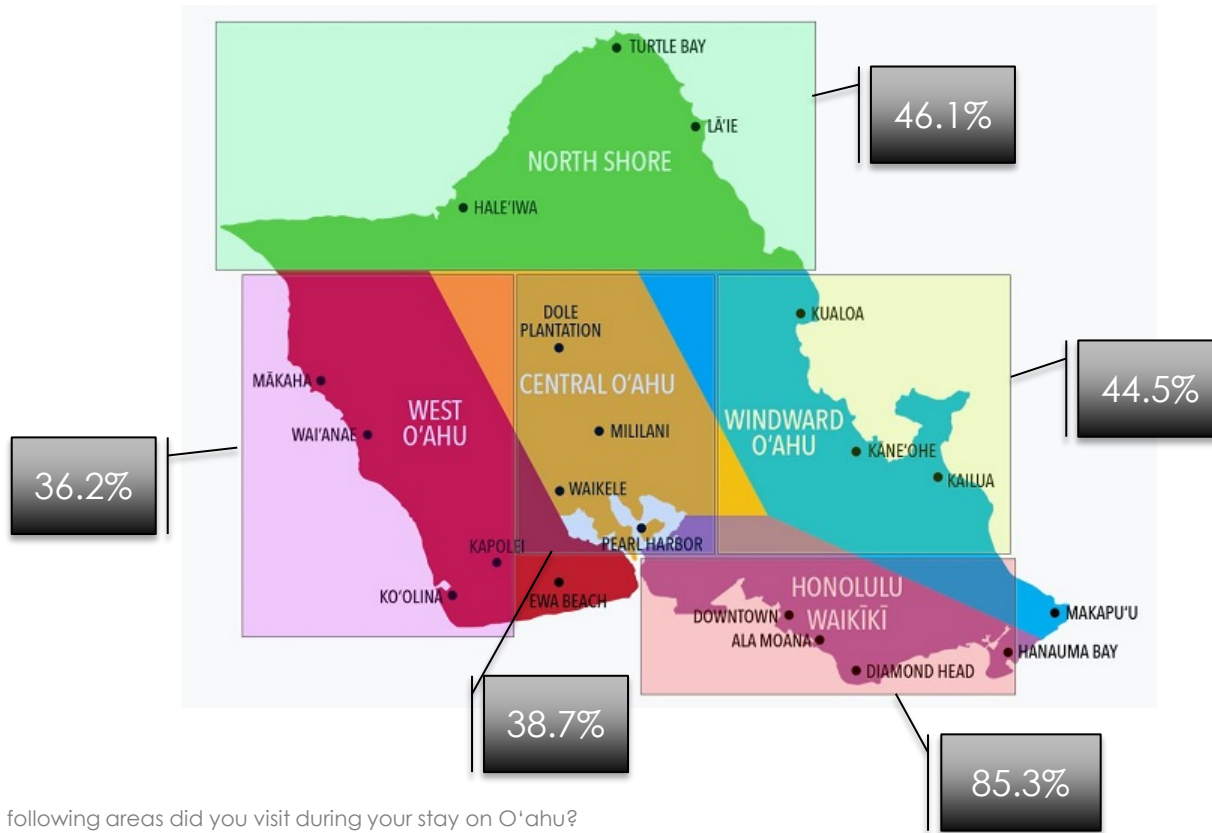 TURTLE BAY
46.1%
LĀ'IE
NORTH SHORE
HALE'IWA
DOLE
PLANTATION
KUALOA
MĀKAHA
CENTRAL O'AHU
44.5%
WEST
O'AHU
WINDWARD
O'AHU
WAI'ANAE
MILILANI
KĀNE'OHE
36.2%
WAIKELE
KAILUA
PEARL HARBOR
KAPOLEI
KO'OLINA
EWA BEACH
HONOLULU
WAIKĪKĪ
DOWNTOWN
ALA MOANA
MAKAPU'U
HANAUMA BAY
DIAMOND HEAD
38.7%
85.3%
following areas did you visit during your stay on O‘ahu?